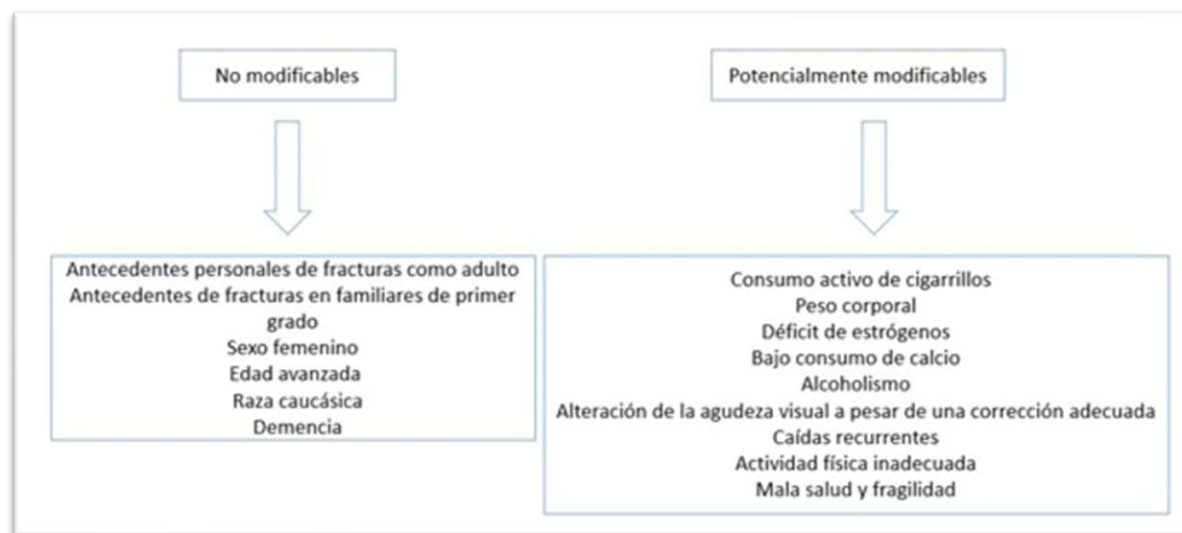 No modificables
Potencialmente modificables
Antecedentes personales de fracturas como adulto
Antecedentes de fracturas en familiares de primer
grado
Sexo femenino
Edad avanzada
Raza caucásica
Demencia
Consumo activo de cigarrillos
Peso corporal
Déficit de estrógenos
Bajo consumo de calcio
Alcoholismo
Alteración de la agudeza visual a pesar de una corrección adecuada
Caídas recurrentes
Actividad física inadecuada
Mala salud y fragilidad